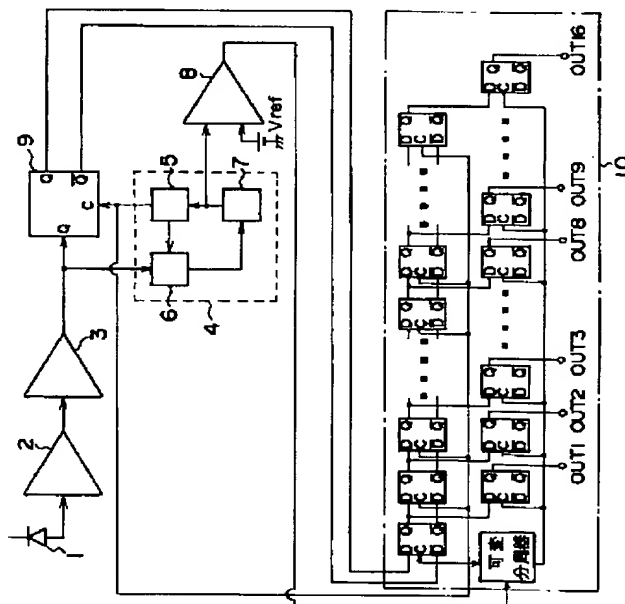 9
Q
Q
Q
C
8
Vref
5
7
6
4
3
2
1
D Q
C
D Q
OUT16
OUT9
OUT8
OUT3
OUT2
OUT1
可変
分周器
10